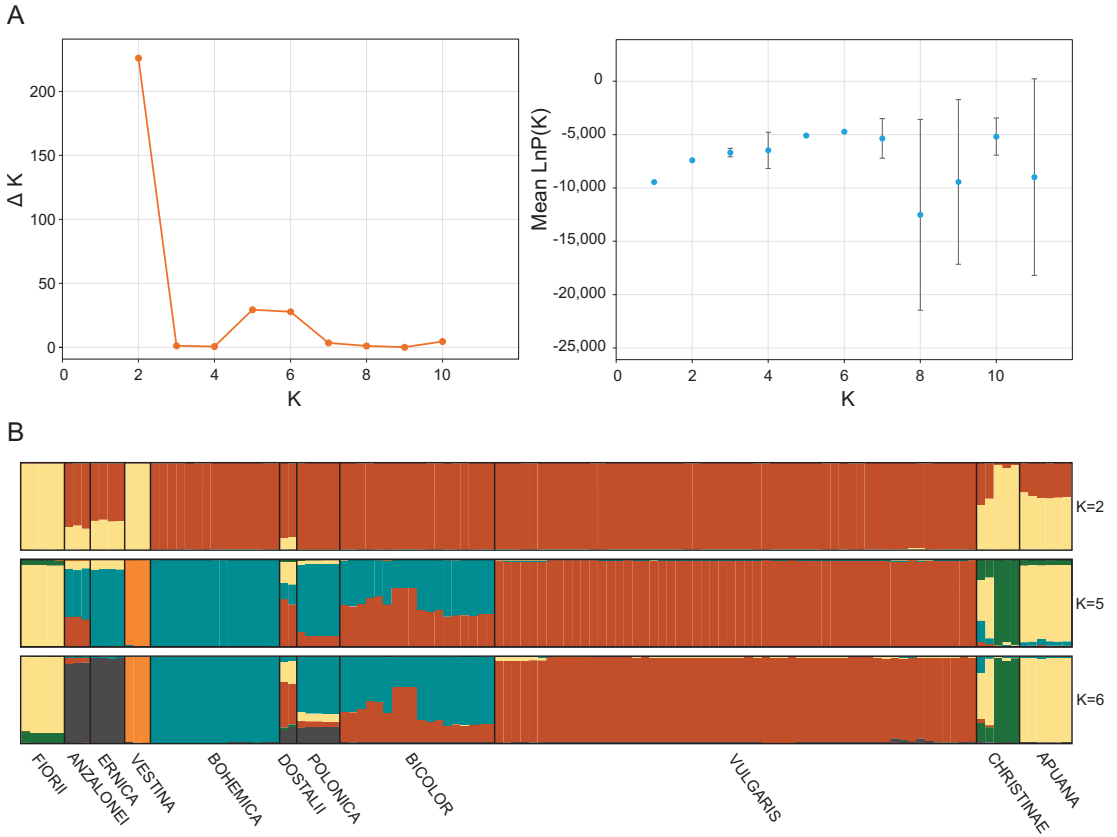 A
Δ K
200
150
100
50
0
0 2 4 6 8 10
K
Mean LnP(K)
0
-5,000
-10,000
-15,000
-20,000
-25,000
0 2 4 6 8 10
K
B
K=2
K=5
K=6
FIORII
ANZALONEI
ERNICA
VESTINA
BOHEMICA
DOSTALII
POLONICA
BICOLOR
VULGARIS
CHRISTINAE
APUANA